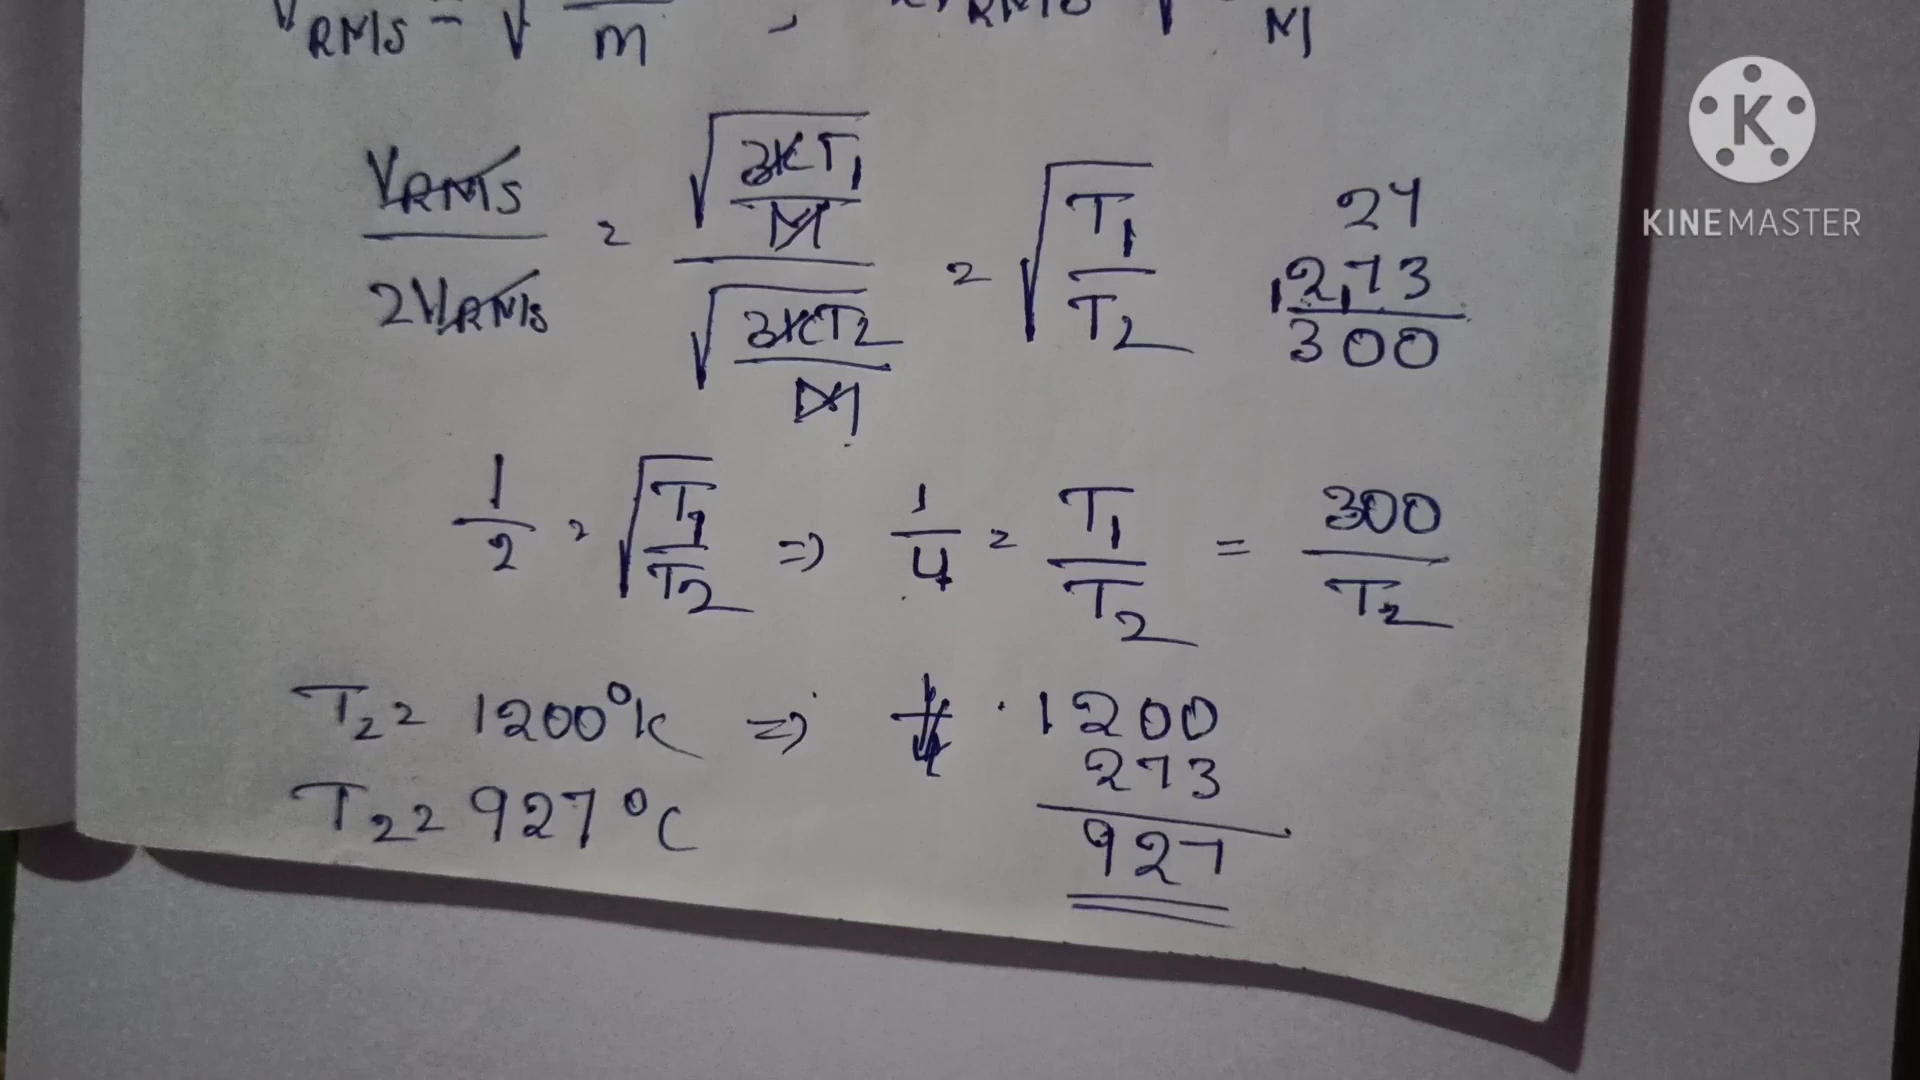 VRMS = √ m , RMS √ M
VRMS / 2VRMS = √(3KT1 / M) / √(3KT2 / M) = √(T1 / T2)
27
273
300
1/2 = √(T1 / T2) ⇒ 1/4 = T1 / T2 = 300 / T2
T2 = 1200°K ⇒ 1200
273
T2 = 927°C
927
K
KINEMASTER